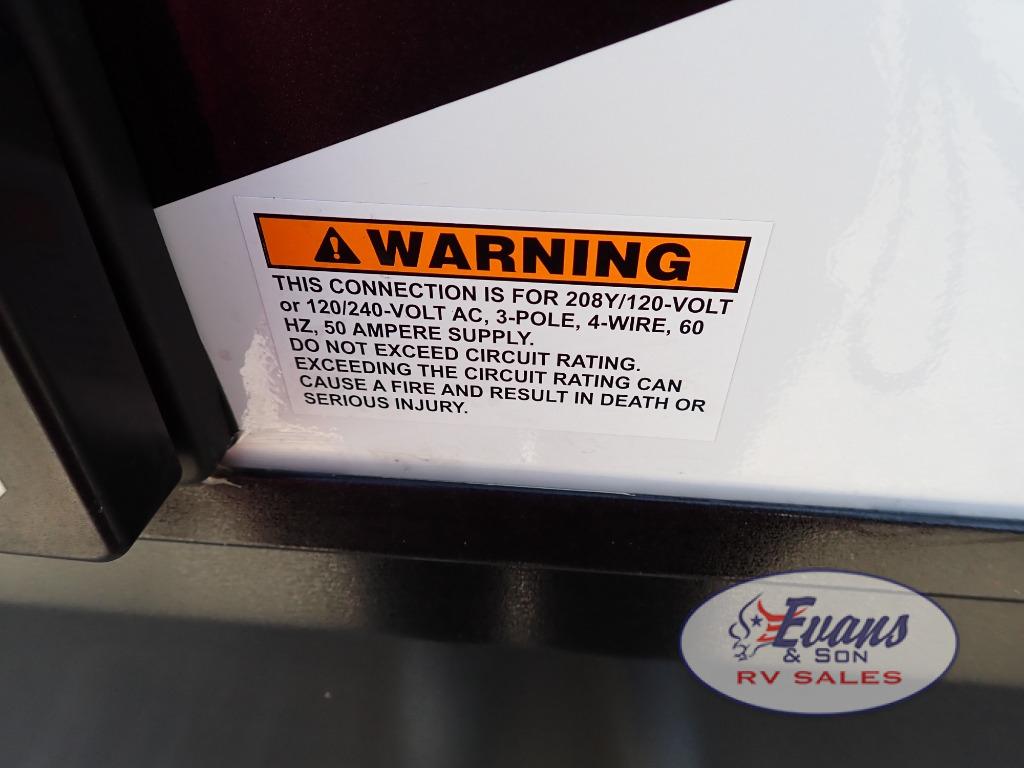 WARNING
THIS CONNECTION IS FOR 208Y/120-VOLT
or 120/240-VOLT AC, 3-POLE, 4-WIRE, 60
HZ, 50 AMPERE SUPPLY.
DO NOT EXCEED CIRCUIT RATING.
EXCEEDING THE CIRCUIT RATING CAN
CAUSE A FIRE AND RESULT IN DEATH OR
SERIOUS INJURY.
Evans
& SON
RV SALES